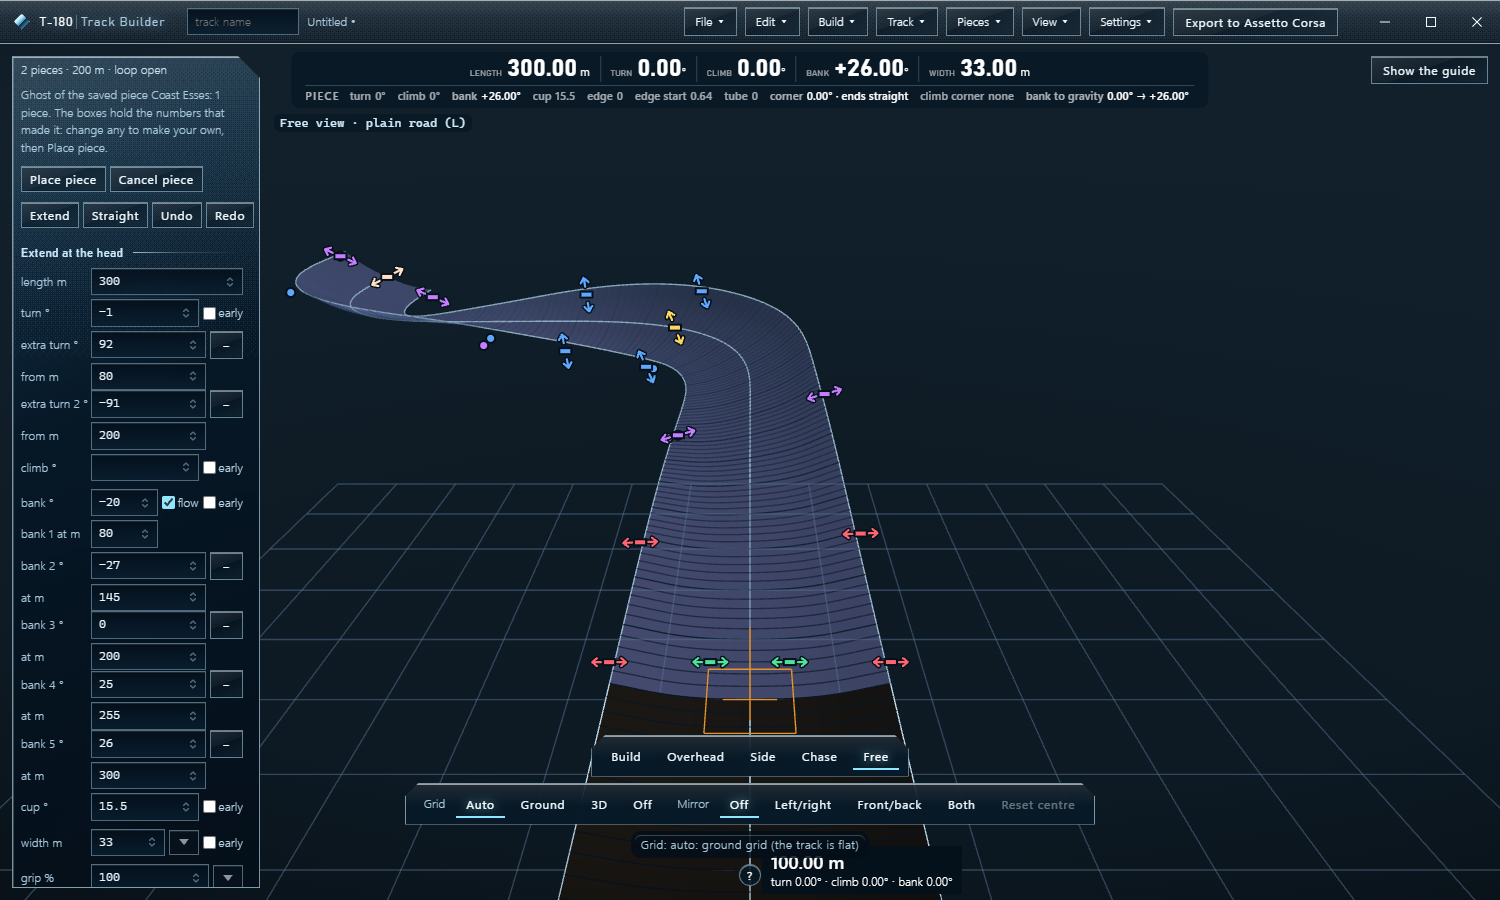 T-180 Track Builder track name Untitled •
File Edit Build Track Pieces View Settings Export to Assetto Corsa
2 pieces · 200 m · loop open
Ghost of the saved piece Coast Esses: 1
piece. The boxes hold the numbers that
made it: change any to make your own,
then Place piece.
Place piece Cancel piece
Extend Straight Undo Redo
Extend at the head
length m 300
turn ° −1 early
extra turn ° 92 −
from m 80
extra turn 2 ° −91 −
from m 200
climb ° early
bank ° −20 flow early
bank 1 at m 80
bank 2 ° −27 −
at m 145
bank 3 ° 0 −
at m 200
bank 4 ° 25 −
at m 255
bank 5 ° 26 −
at m 300
cup ° 15.5 early
width m 33 early
grip % 100
LENGTH 300.00 m TURN 0.00° CLIMB 0.00° BANK +26.00° WIDTH 33.00 m
PIECE turn 0° climb 0° bank +26.00° cup 15.5 edge 0 edge start 0.64 tube 0 corner 0.00° · ends straight climb corner none bank to gravity 0.00° → +26.00°
Free view · plain road (L)
Show the guide
Build Overhead Side Chase Free
Grid Auto Ground 3D Off Mirror Off Left/right Front/back Both Reset centre
Grid: auto: ground grid (the track is flat)
100.00 m
? turn 0.00° · climb 0.00° · bank 0.00°